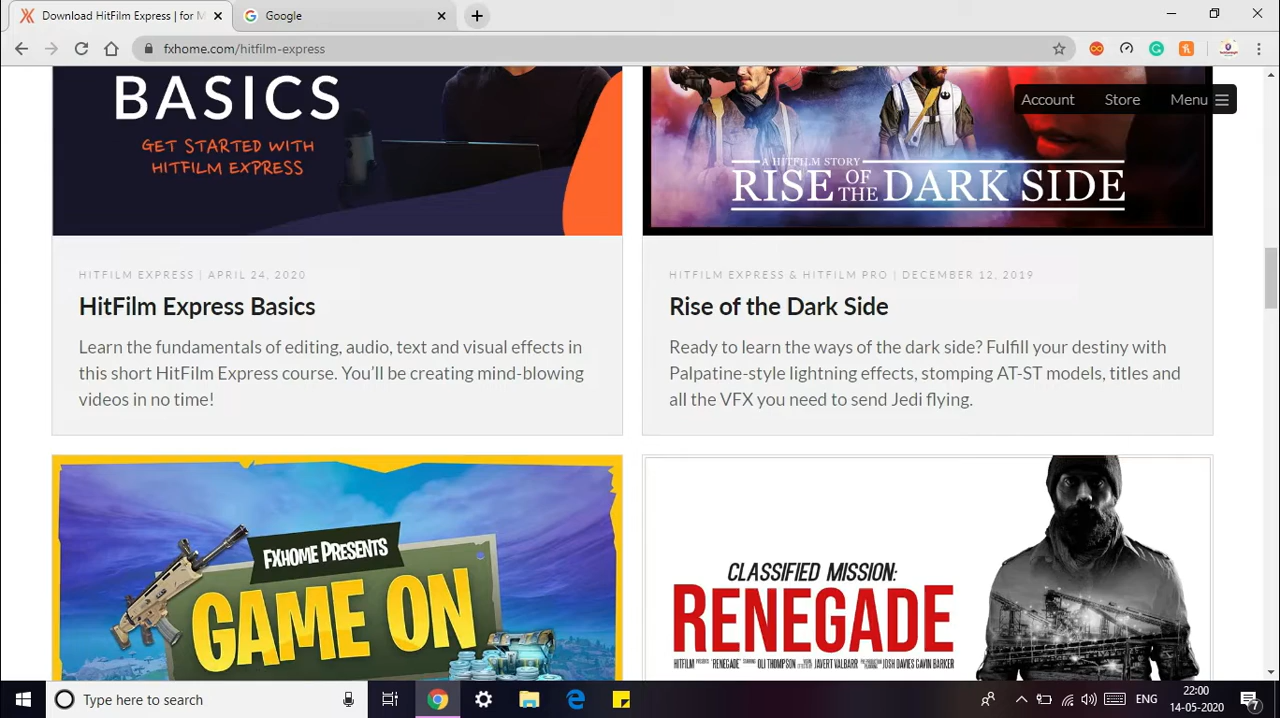 Download HitFilm Express | for M
Google
fxhome.com/hitfilm-express
Account
Store
Menu
BASICS
GET STARTED WITH
HITFILM EXPRESS
A HITFILM STORY
RISE OF THE DARK SIDE
HITFILM EXPRESS | APRIL 24, 2020
HitFilm Express Basics
Learn the fundamentals of editing, audio, text and visual effects in
this short HitFilm Express course. You'll be creating mind-blowing
videos in no time!
HITFILM EXPRESS & HITFILM PRO | DECEMBER 12, 2019
Rise of the Dark Side
Ready to learn the ways of the dark side? Fulfill your destiny with
Palpatine-style lightning effects, stomping AT-ST models, titles and
all the VFX you need to send Jedi flying.
FXHOME PRESENTS
GAME ON
CLASSIFIED MISSION:
RENEGADE
HITFILM PRESENTS "RENEGADE" STARRING OLI THOMPSON JAVERT VALBARR JOSH DAVIES GAVIN BARKER
Type here to search
ENG
22:00
14-05-2020
7